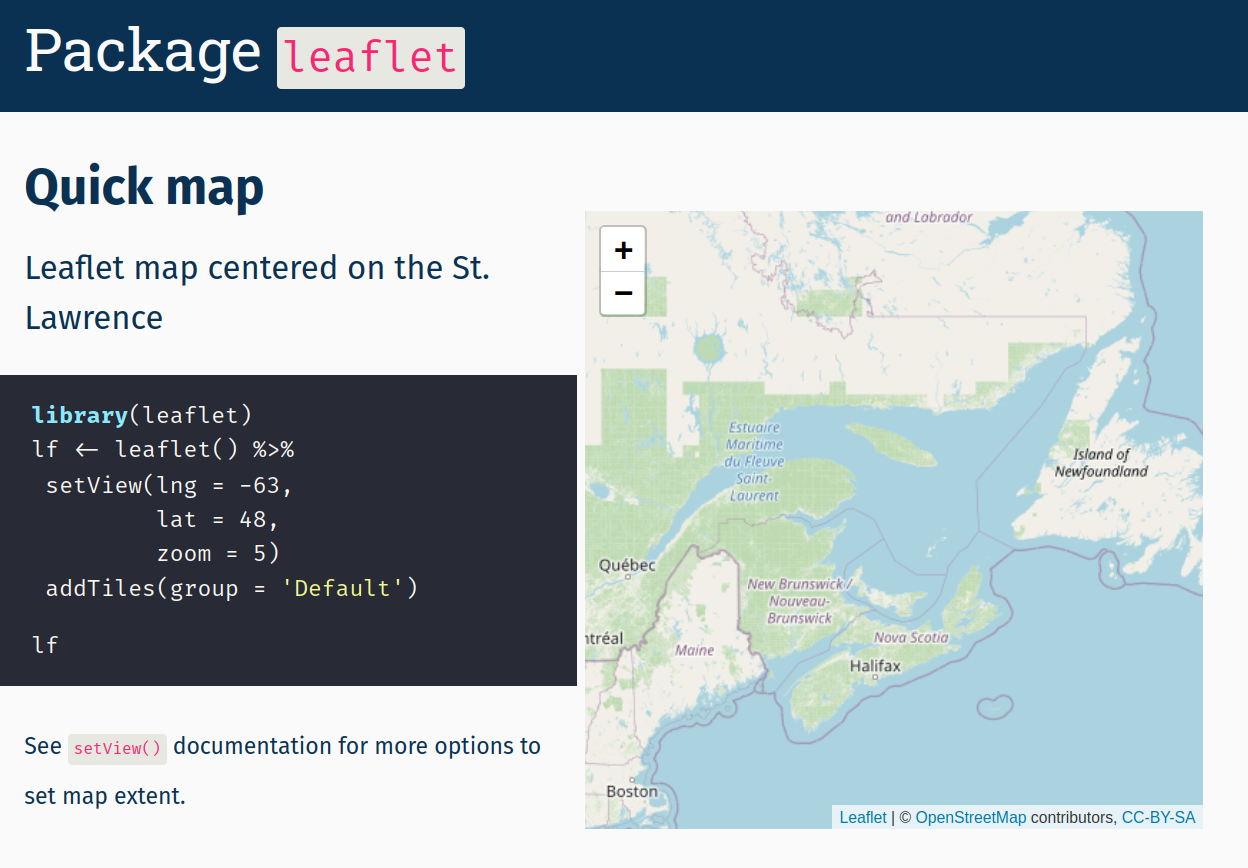 Package leaflet
Quick map
Leaflet map centered on the St.
Lawrence
library(leaflet)
lf <- leaflet() %>%
 setView(lng = -63,
         lat = 48,
         zoom = 5)
 addTiles(group = 'Default')
lf
See setView() documentation for more options to
set map extent.
+
−
and Labrador
Estuaire
Maritime
du Fleuve
Saint-
Laurent
Island of
Newfoundland
Québec
New Brunswick /
Nouveau-
Brunswick
ntréal
Maine
Nova Scotia
Halifax
Boston
Leaflet | © OpenStreetMap contributors, CC-BY-SA